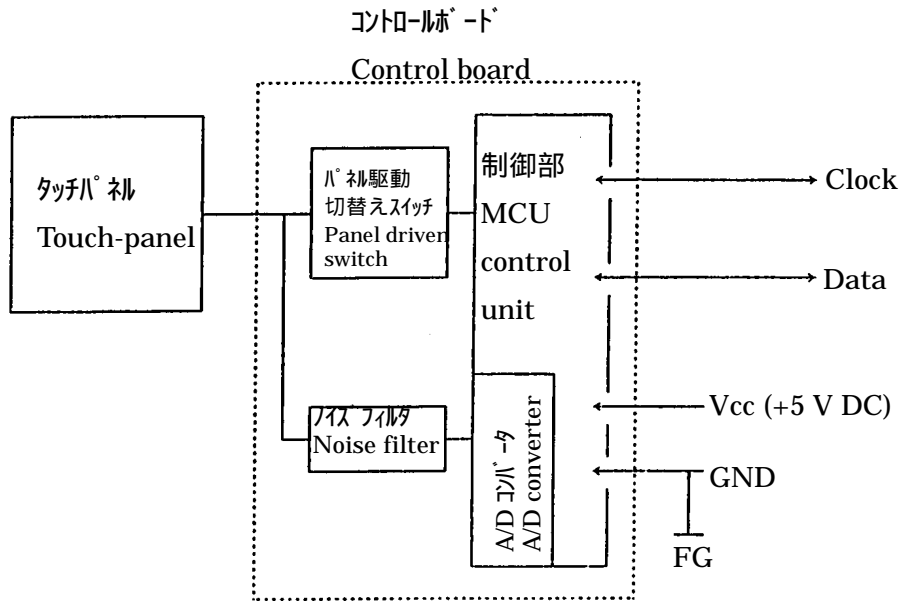 コントロールボード
Control board
タッチパネル
Touch-panel
パネル駆動
切替えスイッチ
Panel driven
switch
制御部
MCU
control
unit
Clock
Data
ノイズフィルタ
Noise filter
A/Dコンバータ
A/D converter
Vcc (+5 V DC)
GND
FG